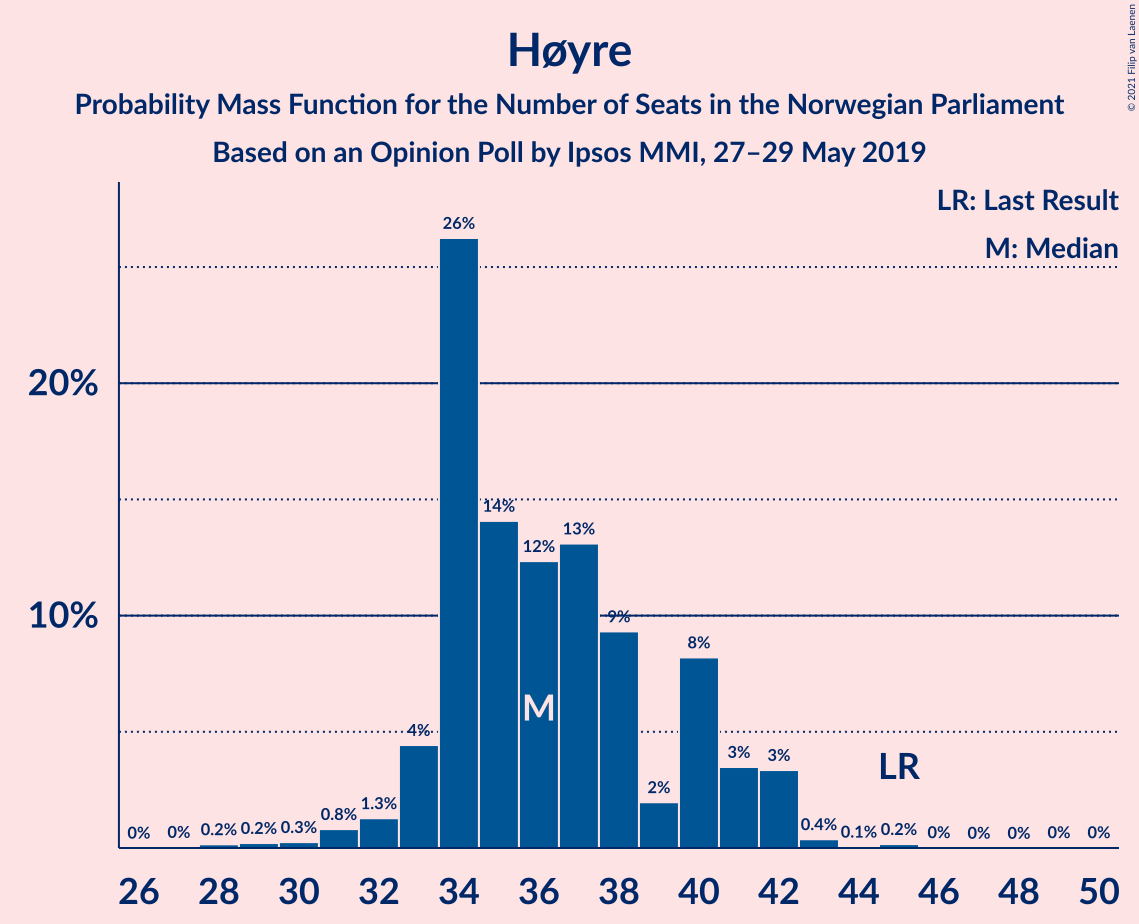 Høyre
Probability Mass Function for the Number of Seats in the Norwegian Parliament
Based on an Opinion Poll by Ipsos MMI, 27–29 May 2019
© 2021 Filip van Laenen
LR: Last Result
M: Median
20%
10%
0% 0% 0.2% 0.2% 0.3% 0.8% 1.3% 4% 26% 14% 12% 13% 9% 2% 8% 3% 3% 0.4% 0.1% 0.2% 0% 0% 0% 0% 0%
M
LR
26 28 30 32 34 36 38 40 42 44 46 48 50